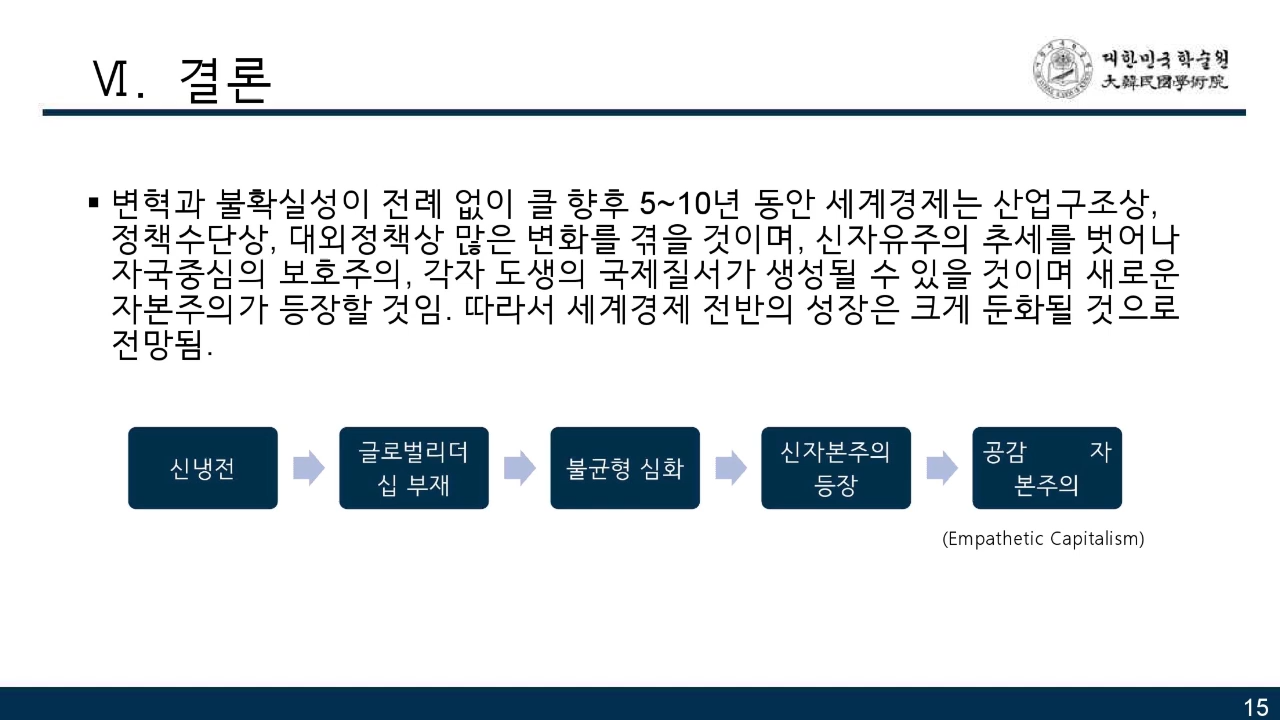 Ⅵ. 결론
대한민국학술원
大韓民國學術院
▪ 변혁과 불확실성이 전례 없이 클 향후 5~10년 동안 세계경제는 산업구조상,
정책수단상, 대외정책상 많은 변화를 겪을 것이며, 신자유주의 추세를 벗어나
자국중심의 보호주의, 각자 도생의 국제질서가 생성될 수 있을 것이며 새로운
자본주의가 등장할 것임. 따라서 세계경제 전반의 성장은 크게 둔화될 것으로
전망됨.
신냉전
글로벌리더
십 부재
불균형 심화
신자본주의
등장
공감 자
본주의
(Empathetic Capitalism)
15